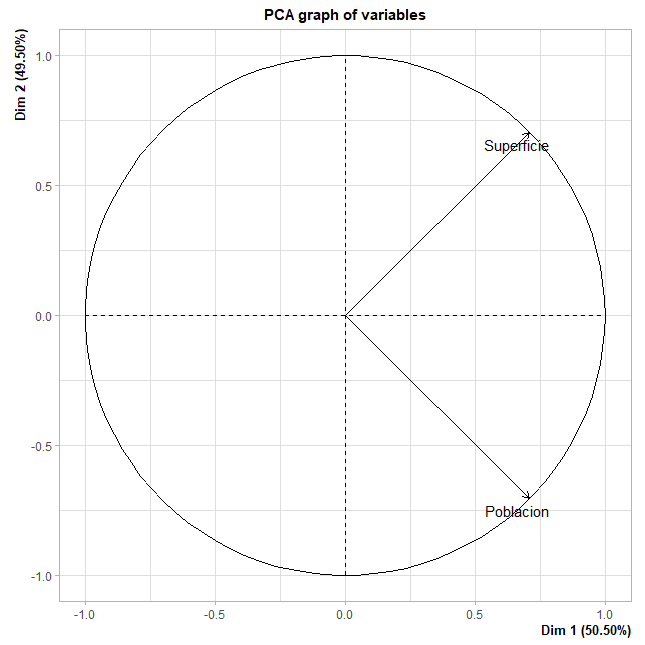 PCA graph of variables
Dim 2 (49.50%)
1.0
0.5
0.0
-0.5
-1.0
Superficie
Poblacion
-1.0
-0.5
0.0
0.5
1.0
Dim 1 (50.50%)